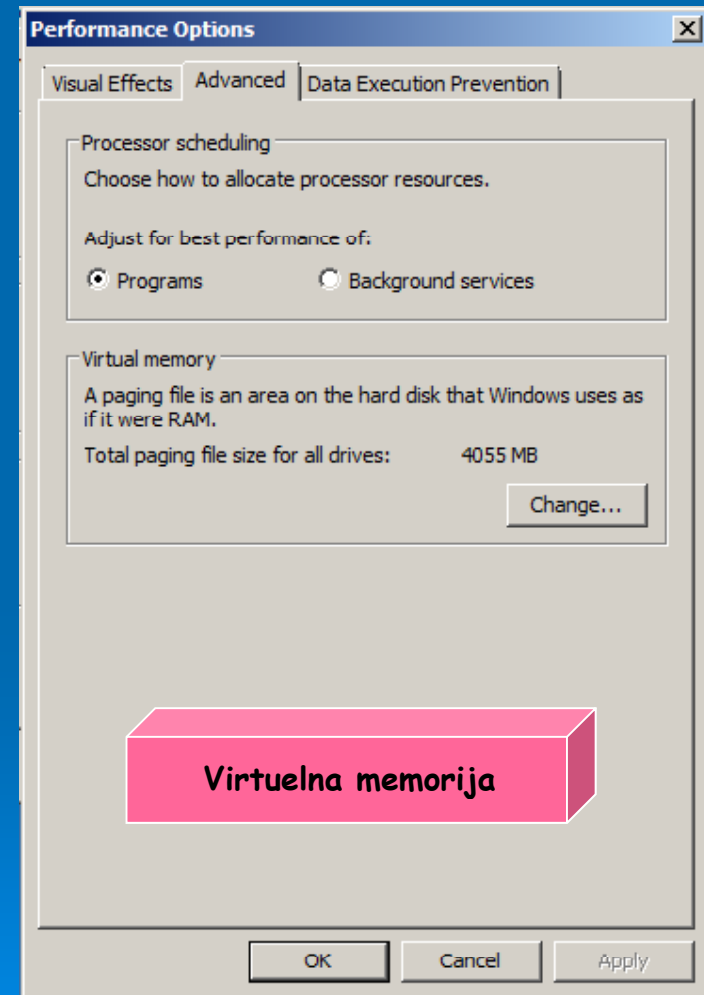 Performance Options
Visual Effects Advanced Data Execution Prevention
Processor scheduling
Choose how to allocate processor resources.
Adjust for best performance of:
Programs Background services
Virtual memory
A paging file is an area on the hard disk that Windows uses as
if it were RAM.
Total paging file size for all drives: 4055 MB
Change...
Virtuelna memorija
OK Cancel Apply